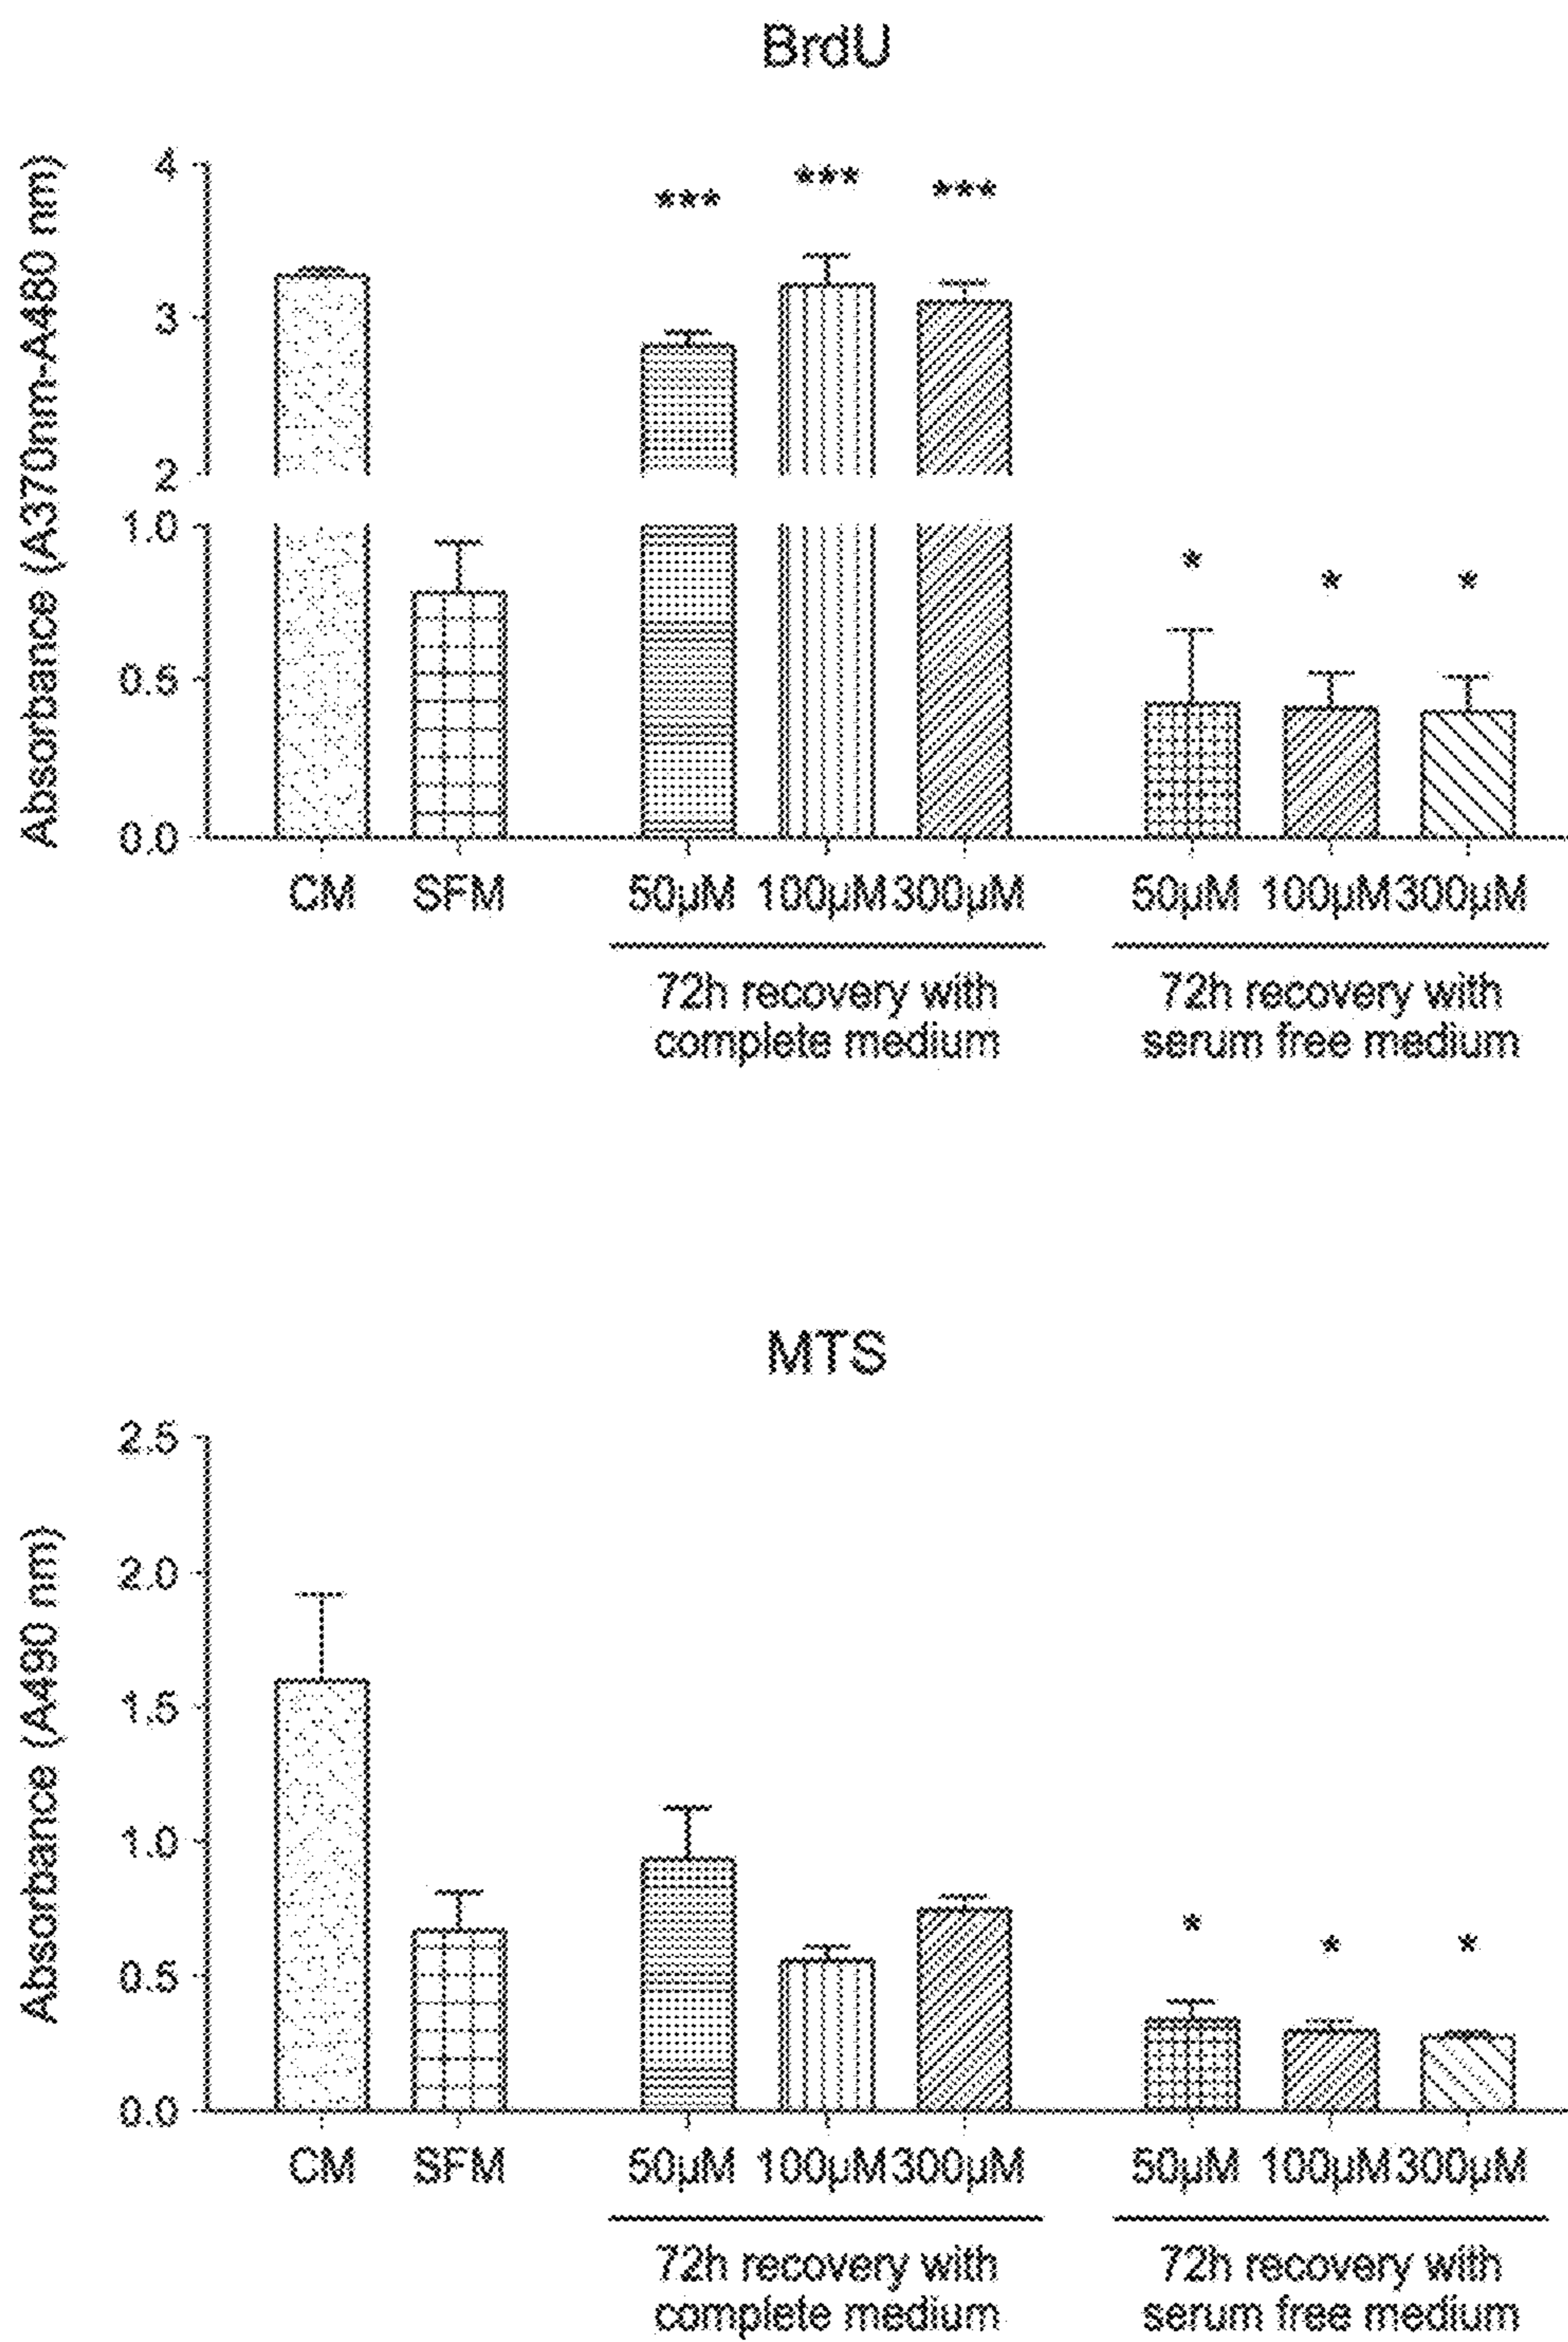 BrdU
Absorbance (A370nm-A480 nm)
4
3
2
1.0
0.5
0.0
*** *** ***
* * *
CM SFM 50µM 100µM 300µM 50µM 100µM 300µM
72h recovery with
complete medium
72h recovery with
serum free medium
MTS
Absorbance (A490 nm)
2.5
2.0
1.5
1.0
0.5
0.0
* * *
CM SFM 50µM 100µM 300µM 50µM 100µM 300µM
72h recovery with
complete medium
72h recovery with
serum free medium